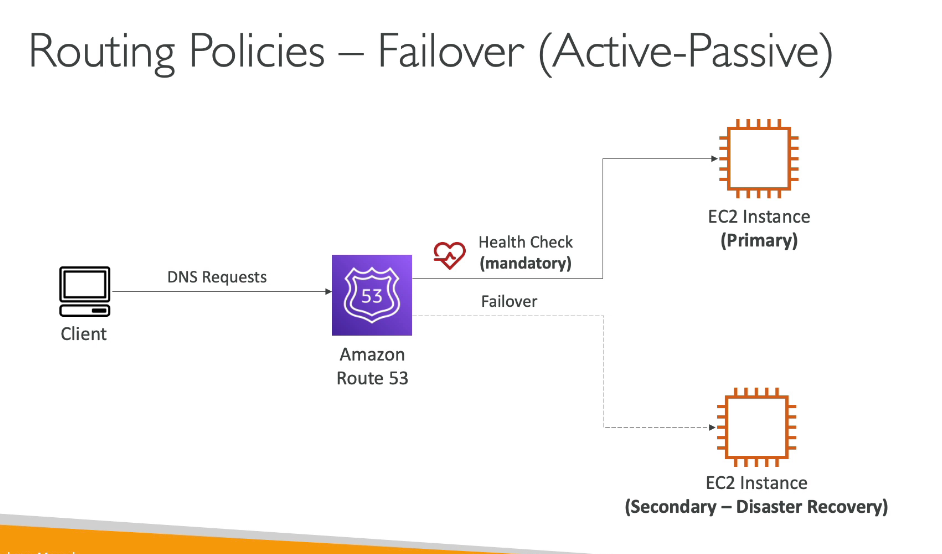 Routing Policies – Failover (Active-Passive)
EC2 Instance
(Primary)
Health Check
(mandatory)
DNS Requests
53
Failover
Client
Amazon
Route 53
EC2 Instance
(Secondary – Disaster Recovery)